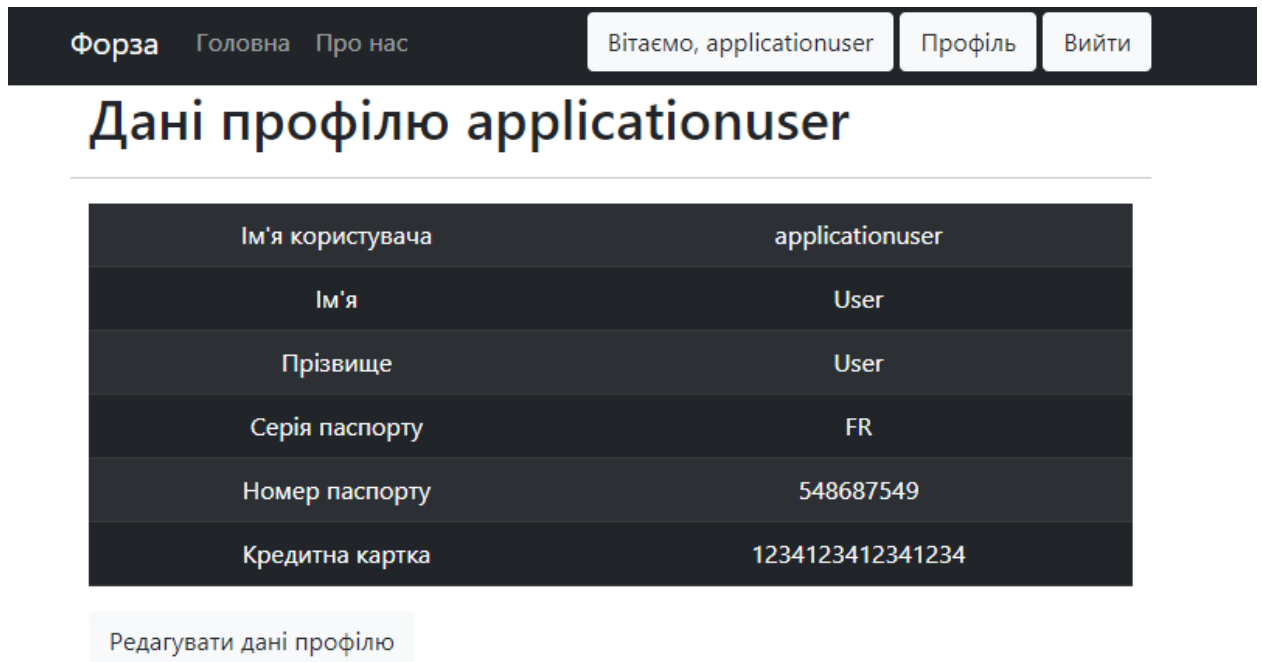 Форза Головна Про нас Вітаємо, applicationuser Профіль Вийти
Дані профілю applicationuser
Ім'я користувача applicationuser
Ім'я User
Прізвище User
Серія паспорту FR
Номер паспорту 548687549
Кредитна картка 1234123412341234
Редагувати дані профілю